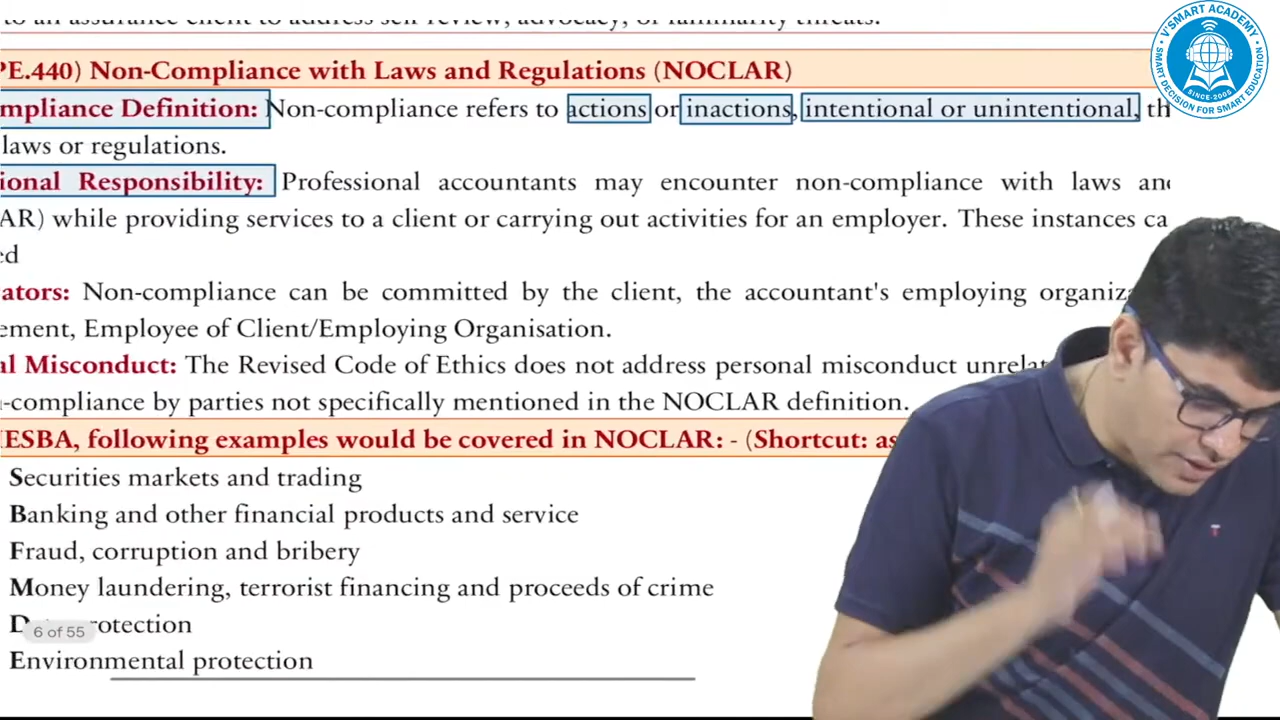 to an assurance client to address self review, advocacy, or familiarity threats.
PE.440) Non-Compliance with Laws and Regulations (NOCLAR)
mpliance Definition: Non-compliance refers to actions or inactions, intentional or unintentional, th
laws or regulations.
ional Responsibility: Professional accountants may encounter non-compliance with laws an
AR) while providing services to a client or carrying out activities for an employer. These instances ca
ed
ators: Non-compliance can be committed by the client, the accountant's employing organiza
ement, Employee of Client/Employing Organisation.
al Misconduct: The Revised Code of Ethics does not address personal misconduct unrelat
-compliance by parties not specifically mentioned in the NOCLAR definition.
IESBA, following examples would be covered in NOCLAR: - (Shortcut: as
Securities markets and trading
Banking and other financial products and service
Fraud, corruption and bribery
Money laundering, terrorist financing and proceeds of crime
D rotection
6 of 55
Environmental protection
V'SMART ACADEMY
SINCE-2005
SMART DECISION FOR SMART EDUCATION